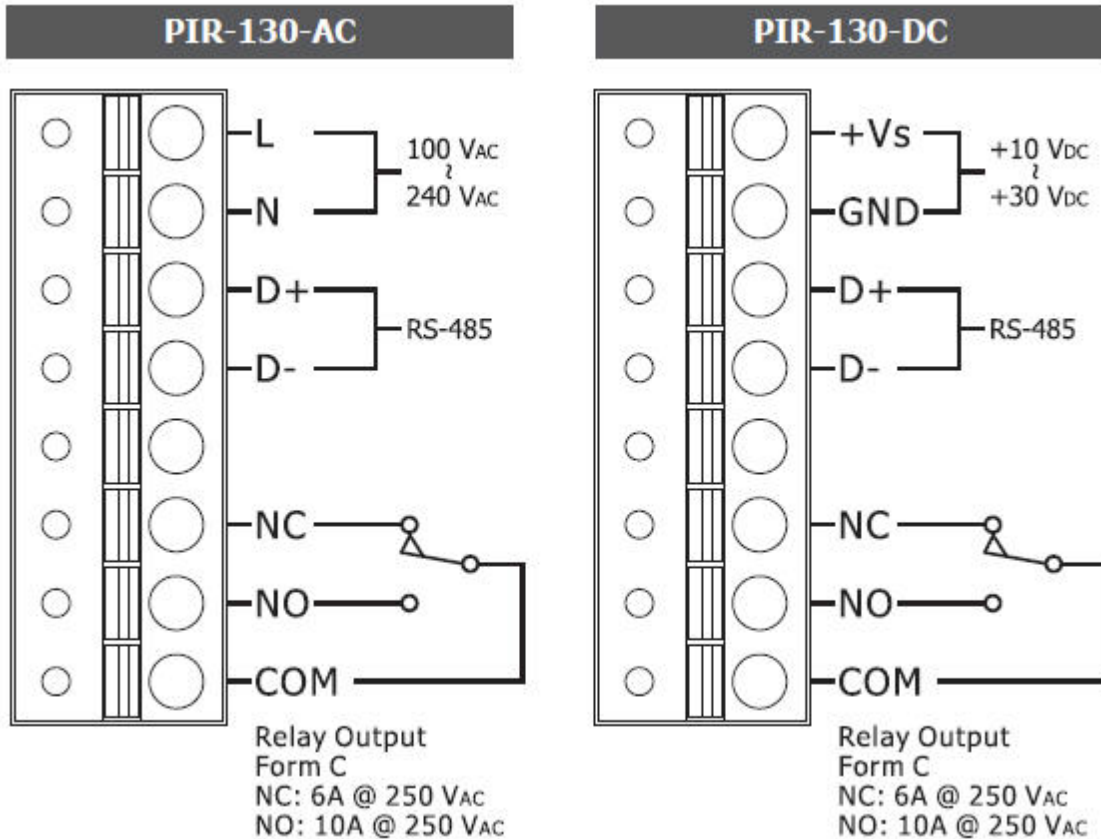 PIR-130-AC
L
100 VAC
~
240 VAC
N
D+
RS-485
D-
NC
NO
COM
Relay Output
Form C
NC: 6A @ 250 VAC
NO: 10A @ 250 VAC
PIR-130-DC
+Vs
+10 VDC
~
+30 VDC
GND
D+
RS-485
D-
NC
NO
COM
Relay Output
Form C
NC: 6A @ 250 VAC
NO: 10A @ 250 VAC